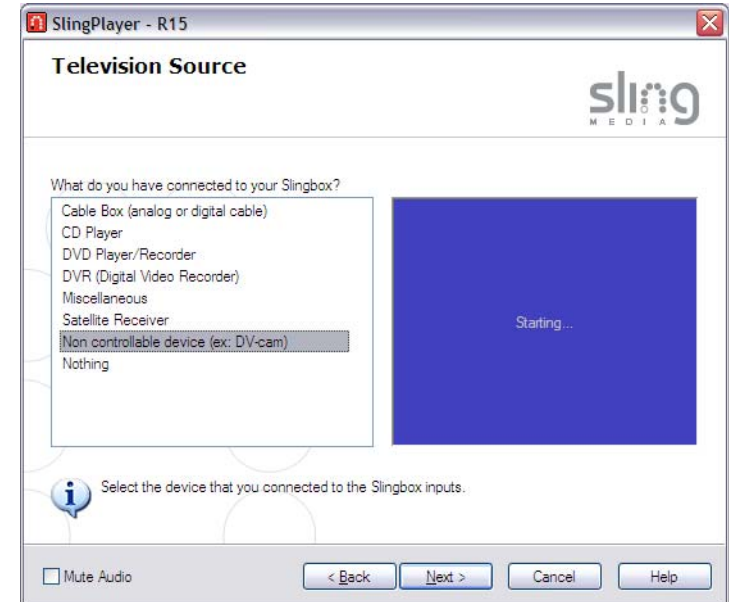 SlingPlayer - R15
Television Source
sling
MEDIA
What do you have connected to your Slingbox?
Cable Box (analog or digital cable)
CD Player
DVD Player/Recorder
DVR (Digital Video Recorder)
Miscellaneous
Satellite Receiver
Non controllable device (ex: DV-cam)
Nothing
Starting...
Select the device that you connected to the Slingbox inputs.
Mute Audio
< Back
Next >
Cancel
Help